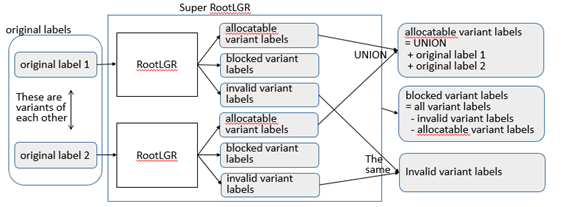 Super RootLGR
original labels
original label 1
These are
variants of
each other
original label 2
RootLGR
RootLGR
allocatable
variant labels
blocked variant
labels
invalid variant
labels
allocatable
variant labels
blocked variant
labels
invalid variant
labels
UNION
The
same
allocatable variant labels
= UNION
+ original label 1
+ original label 2
blocked variant labels
= all variant labels
- invalid variant labels
- allocatable variant labels
Invalid variant labels